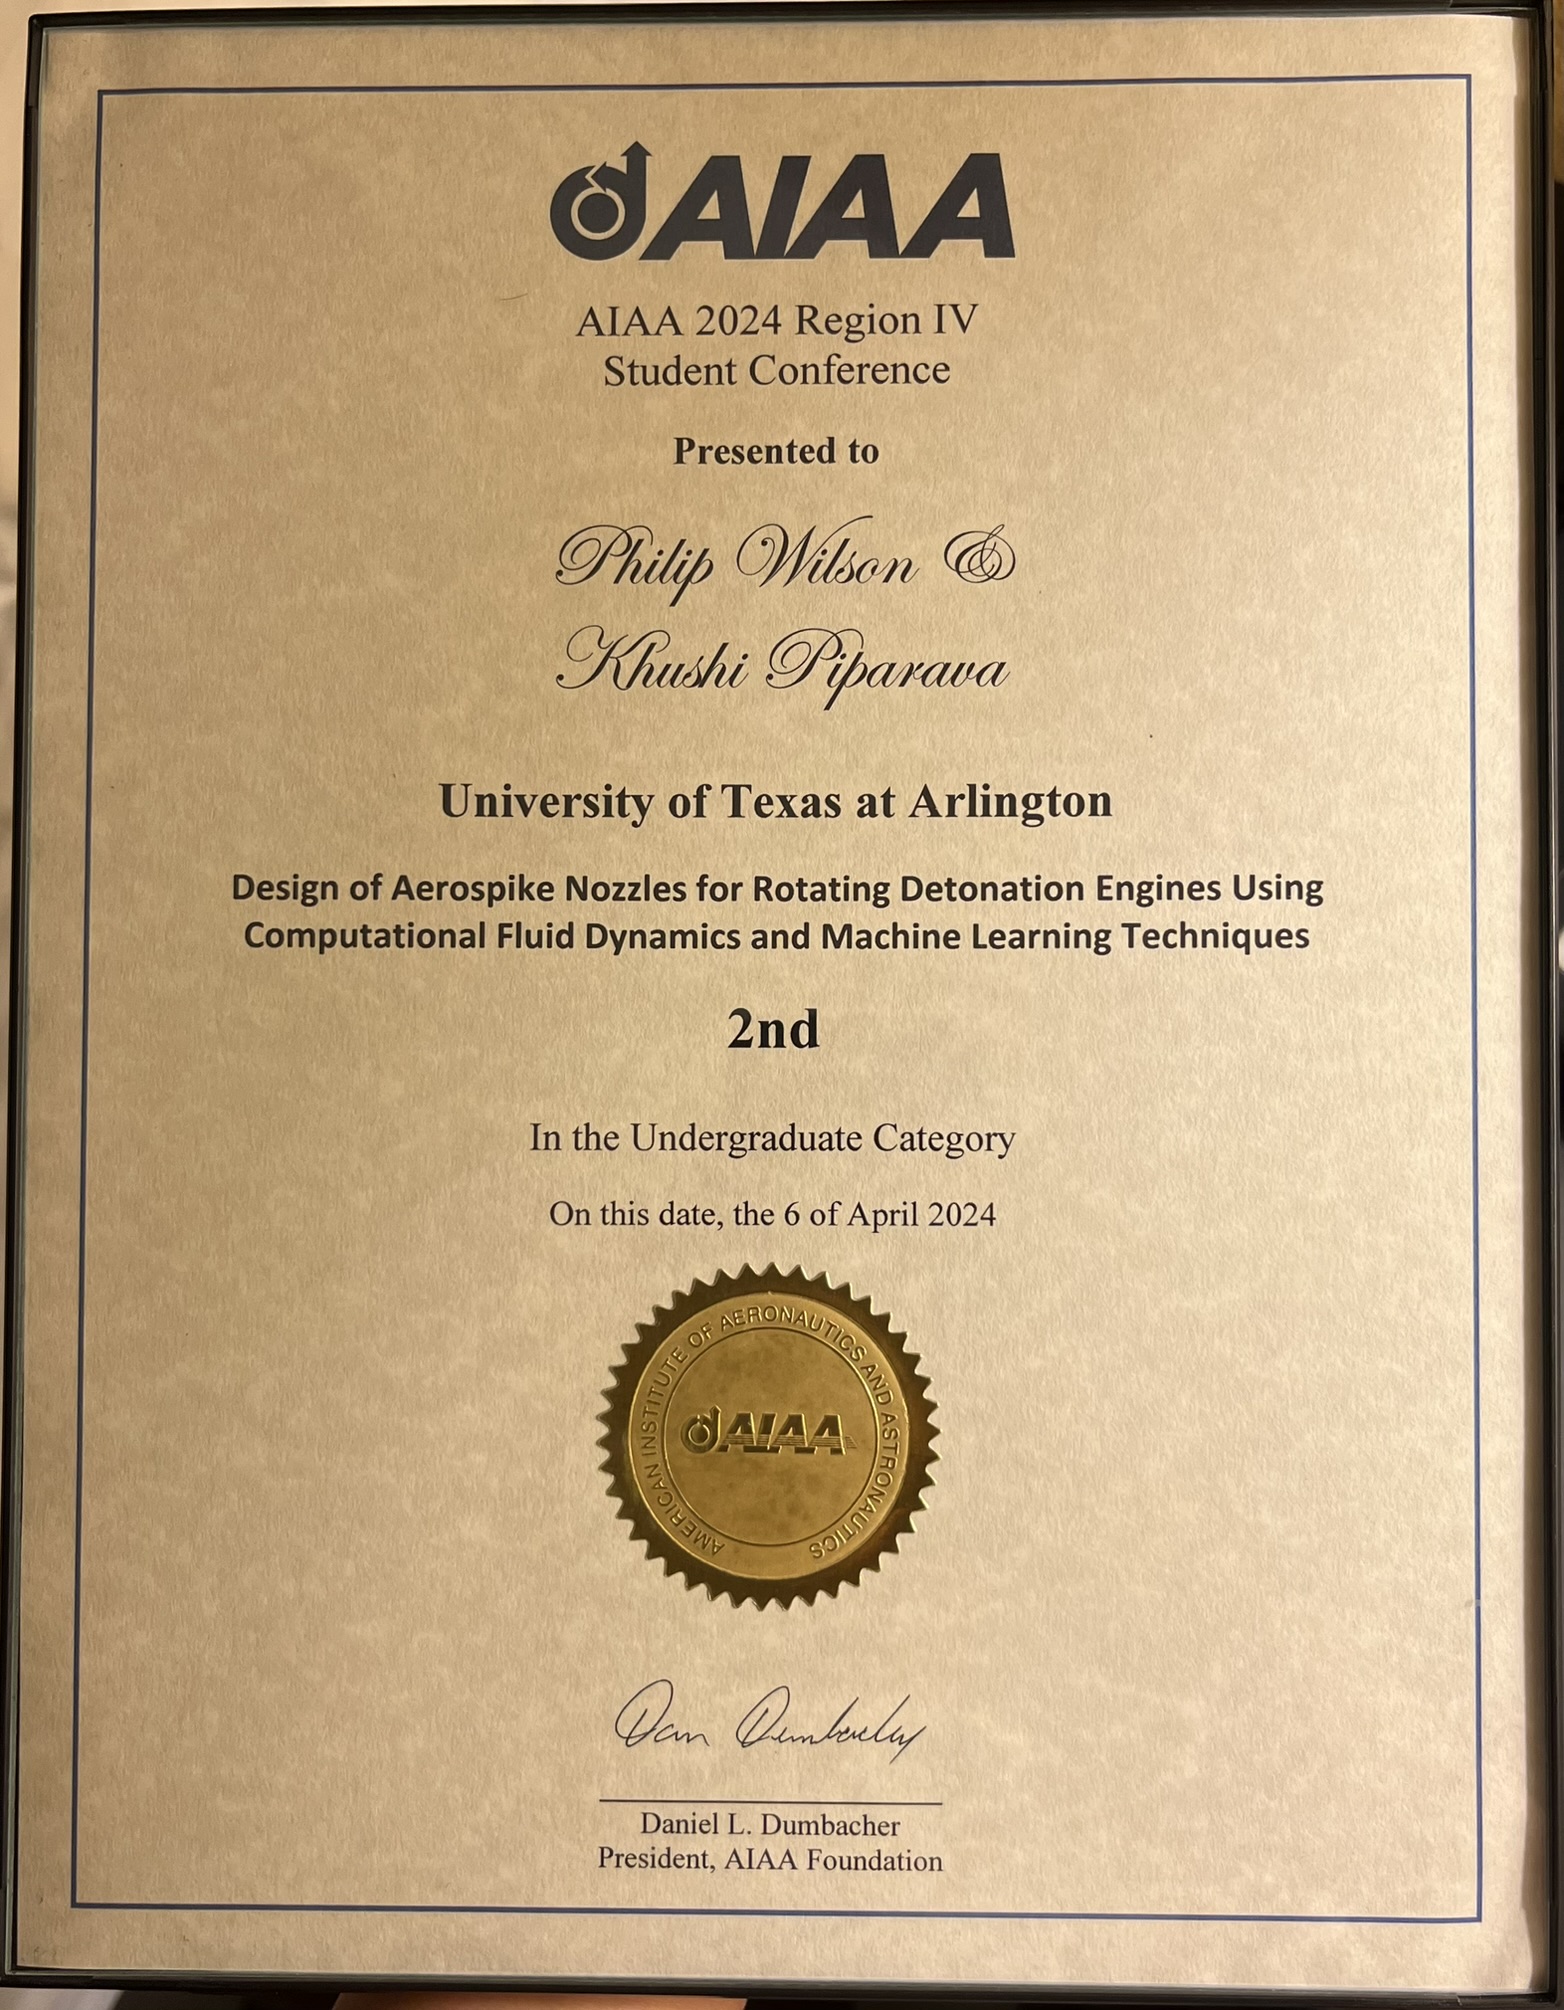 AIAA
AIAA 2024 Region IV
Student Conference
Presented to
Philip Wilson &
Khushi Piparava
University of Texas at Arlington
Design of Aerospike Nozzles for Rotating Detonation Engines Using
Computational Fluid Dynamics and Machine Learning Techniques
2nd
In the Undergraduate Category
On this date, the 6 of April 2024
AMERICAN INSTITUTE OF AERONAUTICS AND ASTRONAUTICS
AIAA
Dan Dumbacher
Daniel L. Dumbacher
President, AIAA Foundation